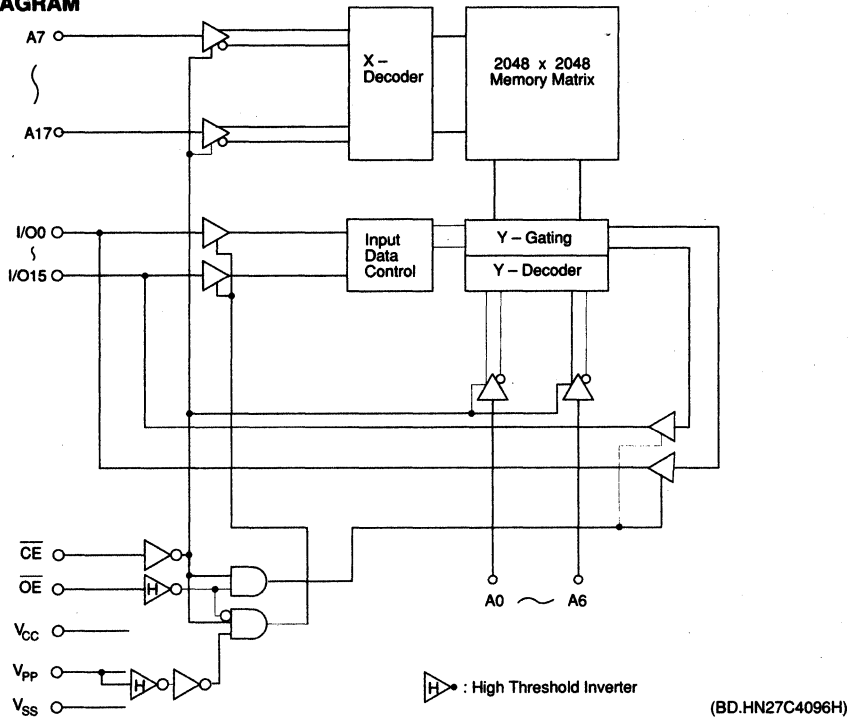 AGRAM
A7
A17
X –
Decoder
2048 x 2048
Memory Matrix
I/O0
I/O15
Input
Data
Control
Y – Gating
Y – Decoder
CE
OE
H
A0 A6
VCC
H
VPP
VSS
H : High Threshold Inverter
(BD.HN27C4096H)